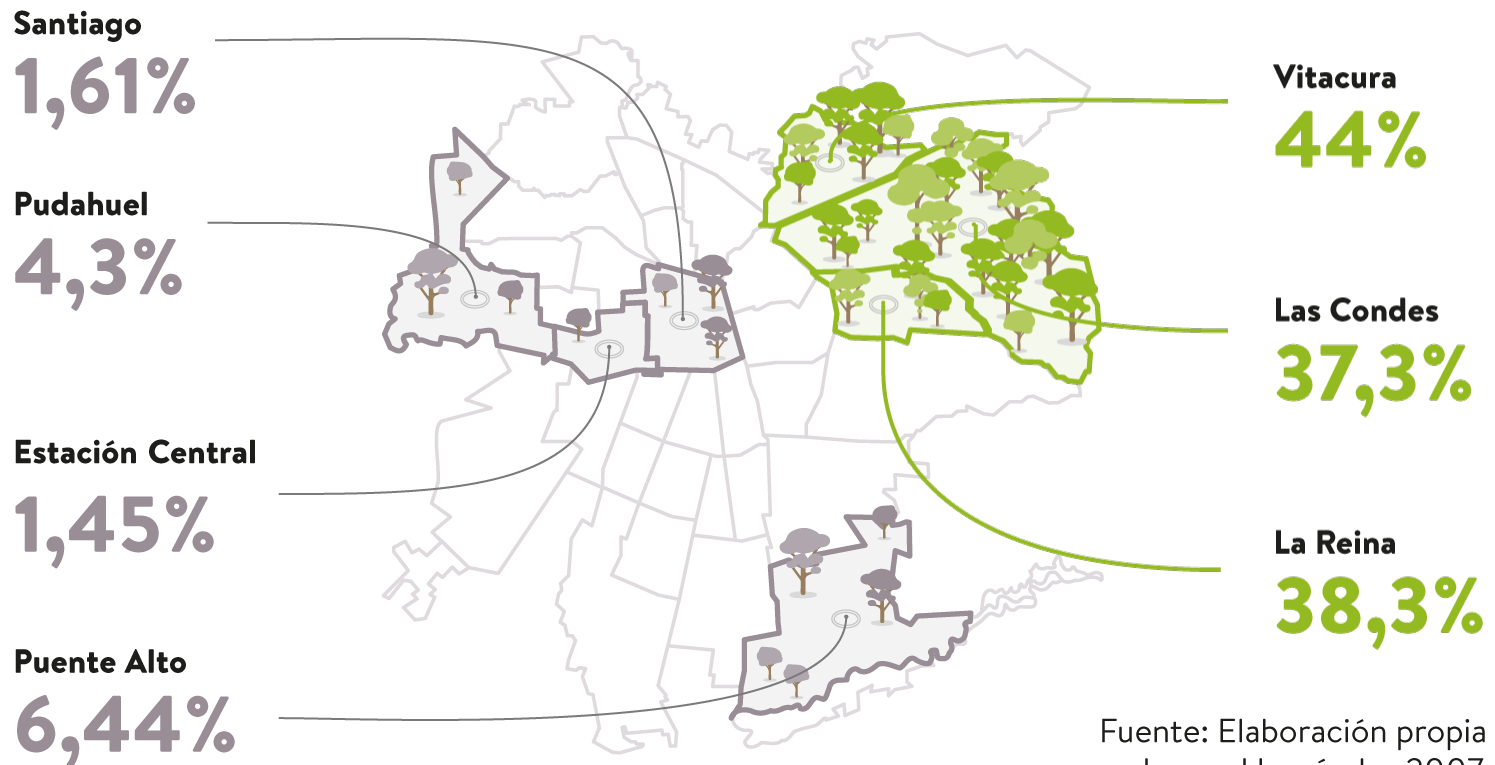 Santiago
1,61%
Pudahuel
4,3%
Estación Central
1,45%
Puente Alto
6,44%
Vitacura
44%
Las Condes
37,3%
La Reina
38,3%
Fuente: Elaboración propia